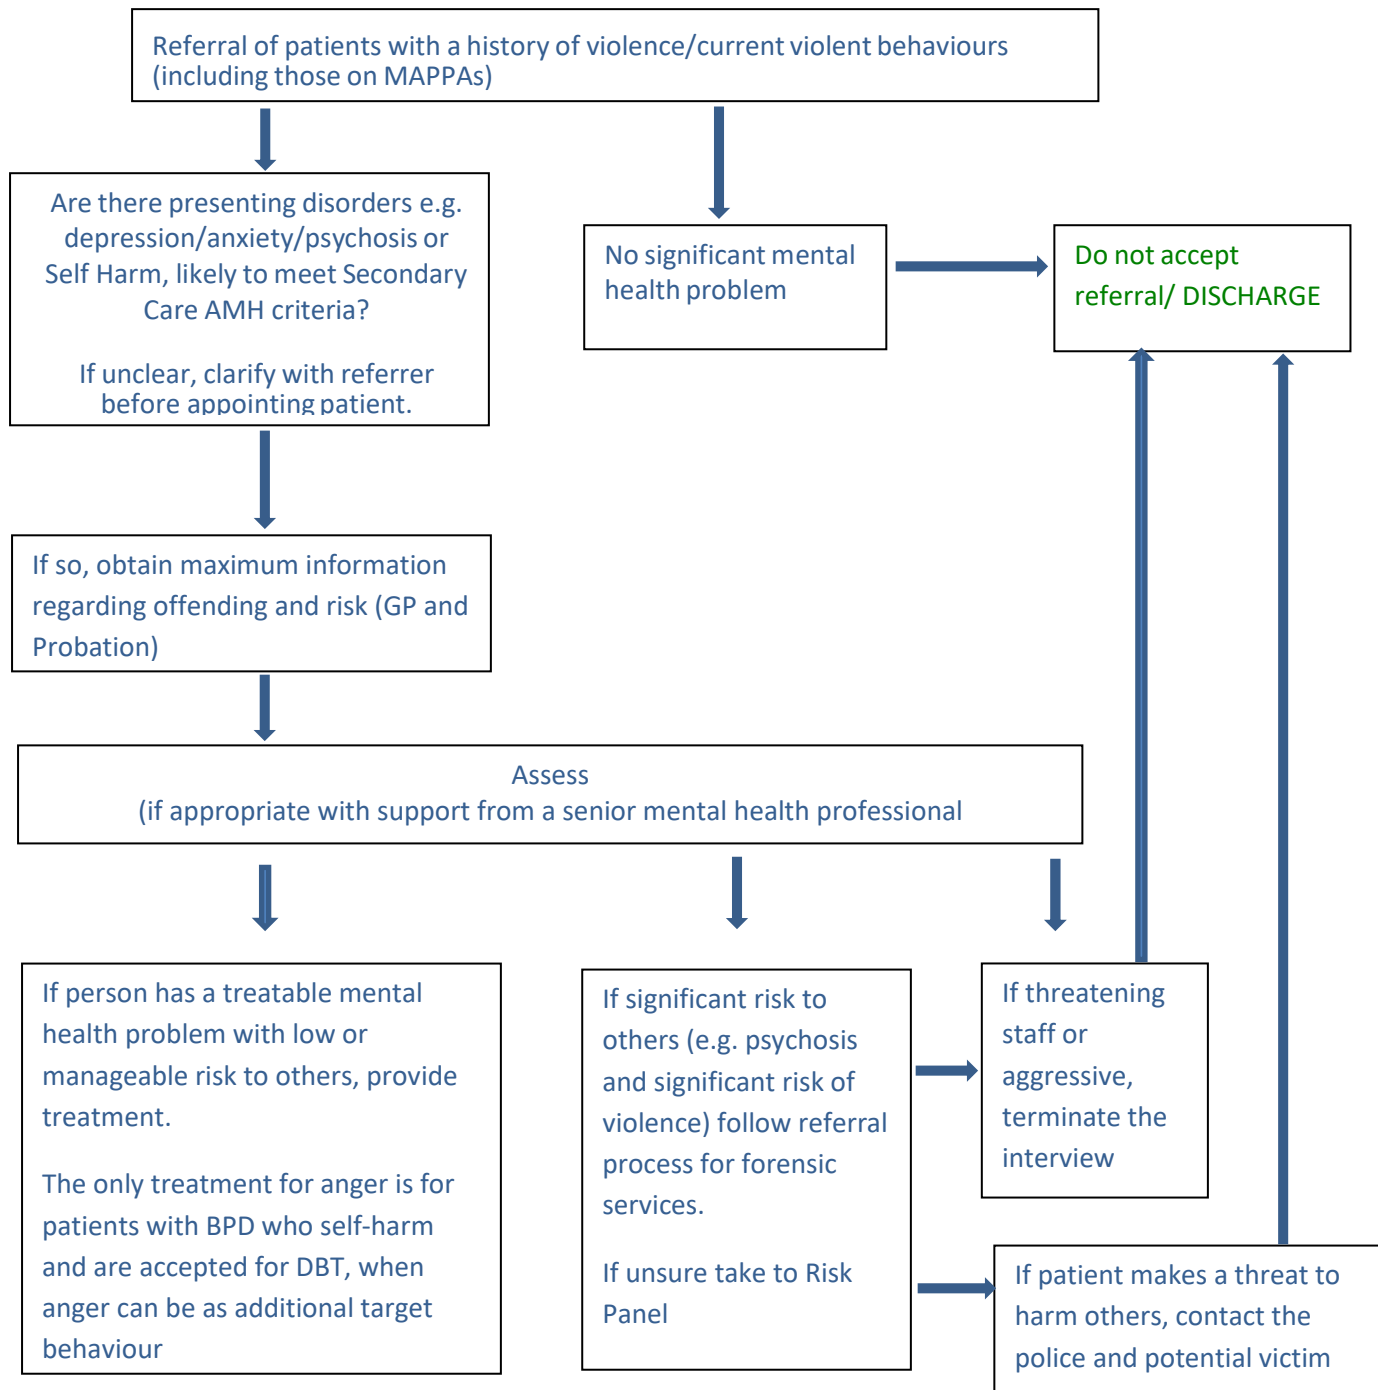 Referral of patients with a history of violence/current violent behaviours
(including those on MAPPAs)
Are there presenting disorders e.g.
depression/anxiety/psychosis or
Self Harm, likely to meet Secondary
Care AMH criteria?
If unclear, clarify with referrer
before appointing patient.
No significant mental
health problem
Do not accept
referral/ DISCHARGE
If so, obtain maximum information
regarding offending and risk (GP and
Probation)
Assess
(if appropriate with support from a senior mental health professional
If person has a treatable mental
health problem with low or
manageable risk to others, provide
treatment.
The only treatment for anger is for
patients with BPD who self-harm
and are accepted for DBT, when
anger can be as additional target
behaviour
If significant risk to
others (e.g. psychosis
and significant risk of
violence) follow referral
process for forensic
services.
If unsure take to Risk
Panel
If threatening
staff or
aggressive,
terminate the
interview
If patient makes a threat to
harm others, contact the
police and potential victim